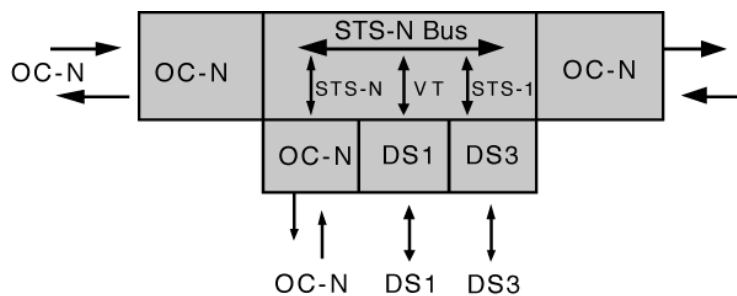 STS-N Bus
OC-N
OC-N
OC-N
STS-N
VT
STS-1
OC-N
DS1
DS3
OC-N
DS1
DS3